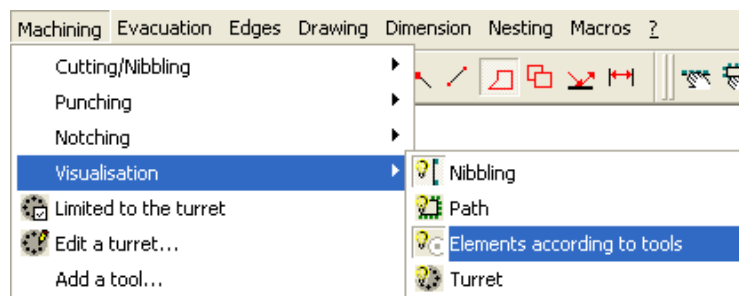 Machining Evacuation Edges Drawing Dimension Nesting Macros ?
Cutting/Nibbling
Punching
Notching
Visualisation
Limited to the turret
Edit a turret...
Add a tool...
Nibbling
Path
Elements according to tools
Turret